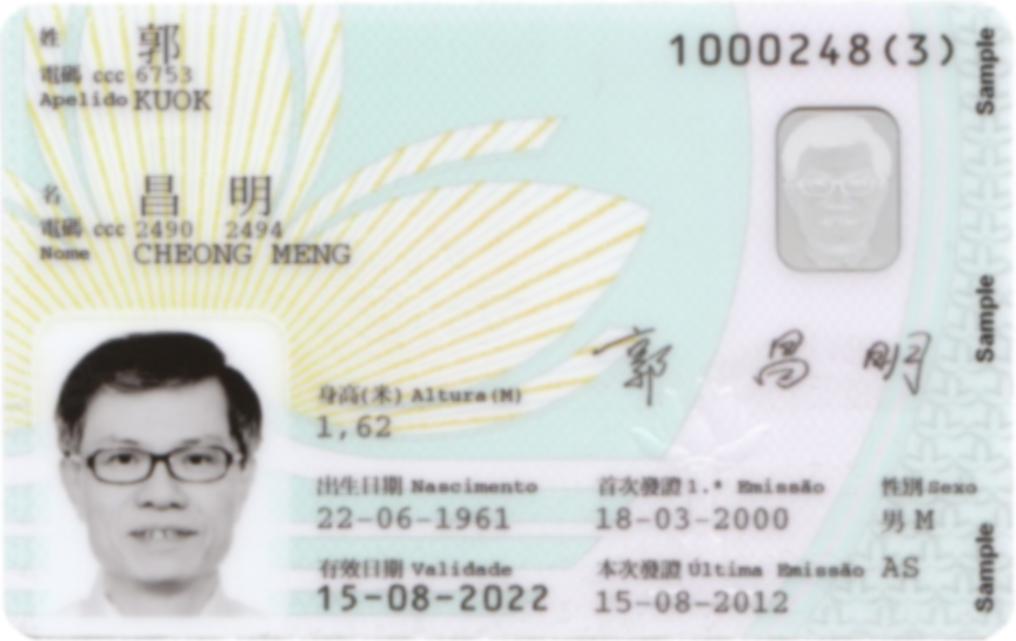 姓 郭
電碼 ccc 6753
Apelido KUOK
1000248(3)
名 昌 明
電碼 ccc 2490 2494
Nome CHEONG MENG
郭 昌 明
身高(米) Altura(M)
1,62
出生日期 Nascimento
22-06-1961
首次發證 1.ª Emissão
18-03-2000
性別 Sexo
男 M
有效日期 Validade
15-08-2022
本次發證 Última Emissão
15-08-2012
AS
Sample
Sample
Sample